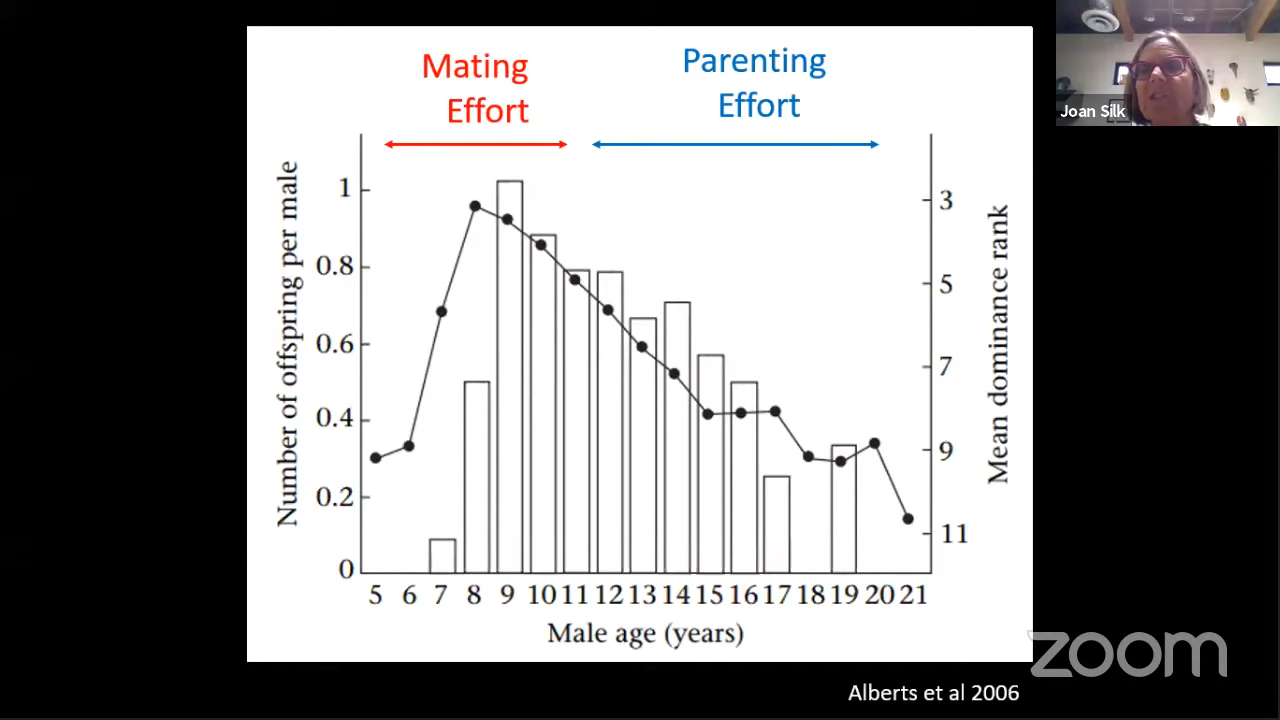 Mating
Effort
Parenting
Effort
Joan Silk
Number of offspring per male
1
0.8
0.6
0.4
0.2
0
3
5
7
9
11
Mean dominance rank
5 6 7 8 9 10 11 12 13 14 15 16 17 18 19 20 21
Male age (years)
zoom
Alberts et al 2006